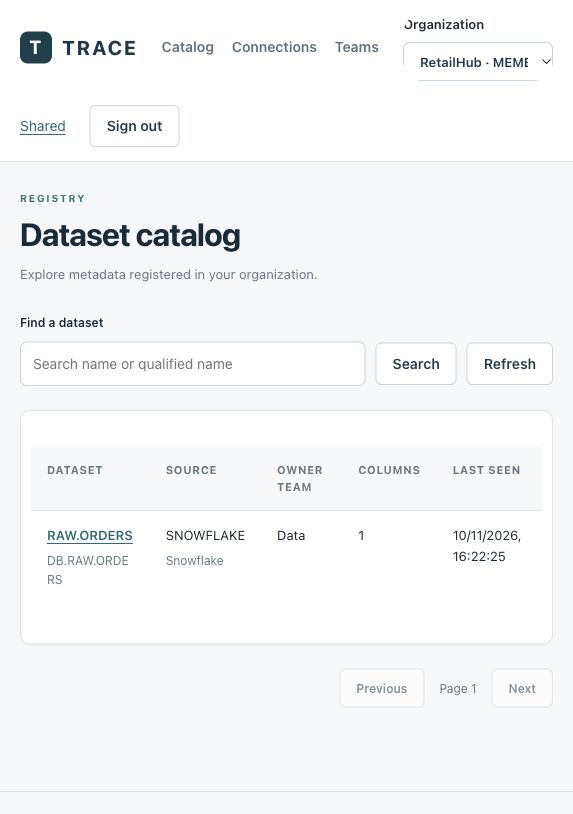 T TRACE
Catalog Connections Teams
Organization
RetailHub · MEME
Shared
Sign out
REGISTRY
Dataset catalog
Explore metadata registered in your organization.
Find a dataset
Search name or qualified name
Search
Refresh
DATASET SOURCE OWNER TEAM COLUMNS LAST SEEN
RAW.ORDERS SNOWFLAKE Data 1 10/11/2026,
DB.RAW.ORDE Snowflake 16:22:25
RS
Previous Page 1 Next